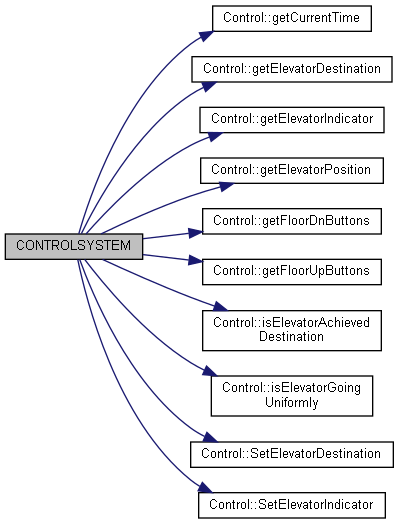 Control::getCurrentTime
Control::getElevatorDestination
Control::getElevatorIndicator
Control::getElevatorPosition
Control::getFloorDnButtons
CONTROLSYSTEM
Control::getFloorUpButtons
Control::isElevatorAchieved
Destination
Control::isElevatorGoing
Uniformly
Control::SetElevatorDestination
Control::SetElevatorIndicator